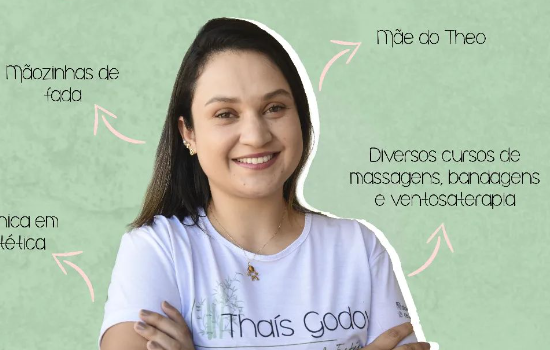 Mãe do Theo
Mãozinhas de
fada
Diversos cursos de
massagens, bandagens
e ventosaterapia
nica em
tética
Thaís Godo